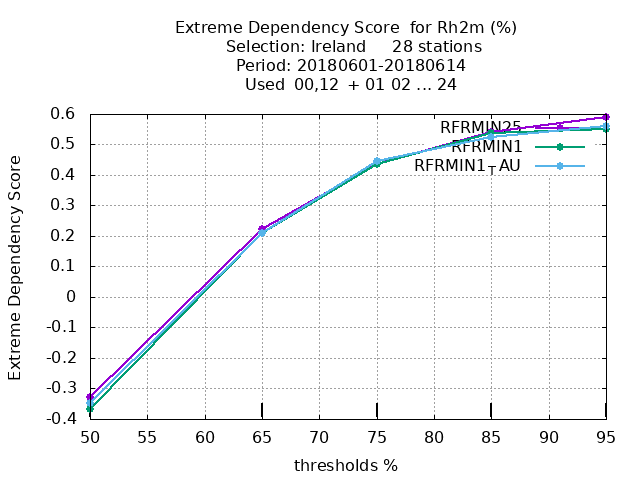 Extreme Dependency Score  for Rh2m (%)
Selection: Ireland     28 stations
Period: 20180601-20180614
Used  00,12  + 01 02 ... 24
Extreme Dependency Score
0.6
0.5
0.4
0.3
0.2
0.1
0
-0.1
-0.2
-0.3
-0.4
RFRMIN25
RFRMIN1
RFRMIN1TAU
50 55 60 65 70 75 80 85 90 95
thresholds %